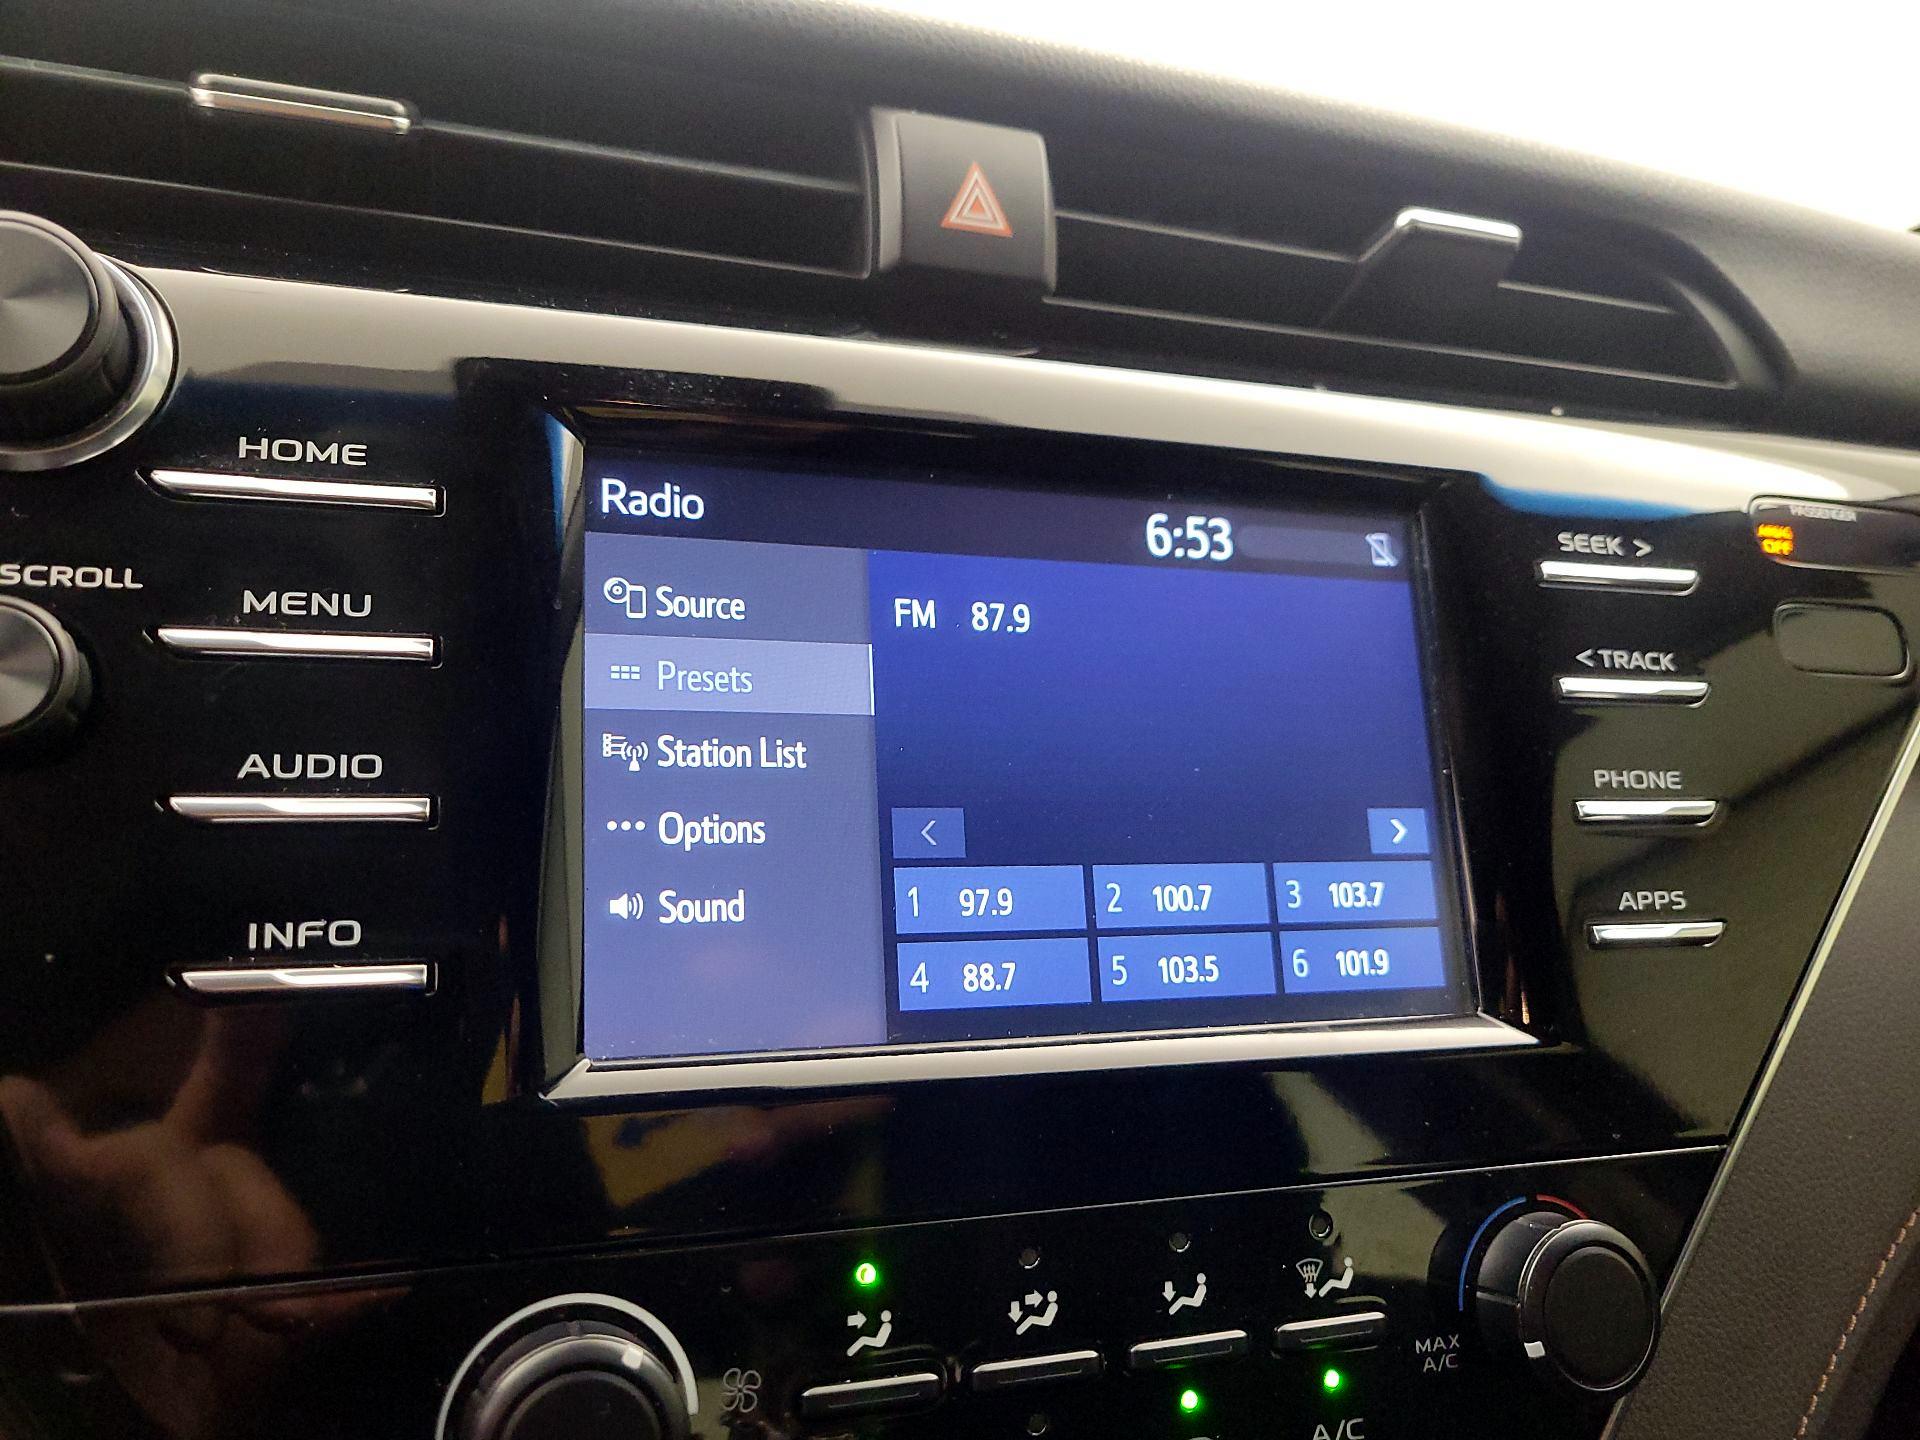 HOME
SCROLL
MENU
AUDIO
INFO
Radio
6:53
Source
Presets
Station List
Options
Sound
FM 87.9
<
>
1 97.9
2 100.7
3 103.7
4 88.7
5 103.5
6 101.9
SEEK >
< TRACK
PHONE
APPS
PASSENGER
OFF
MAX
A/C
A/C